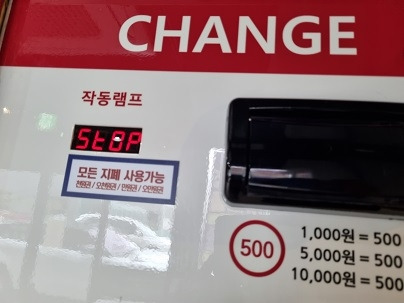 CHANGE
작동램프
StOP
모든 지폐 사용가능
천원권 / 오천원권 / 만원권 / 오만원권
500
1,000원 = 500
5,000원 = 500
10,000원 = 500